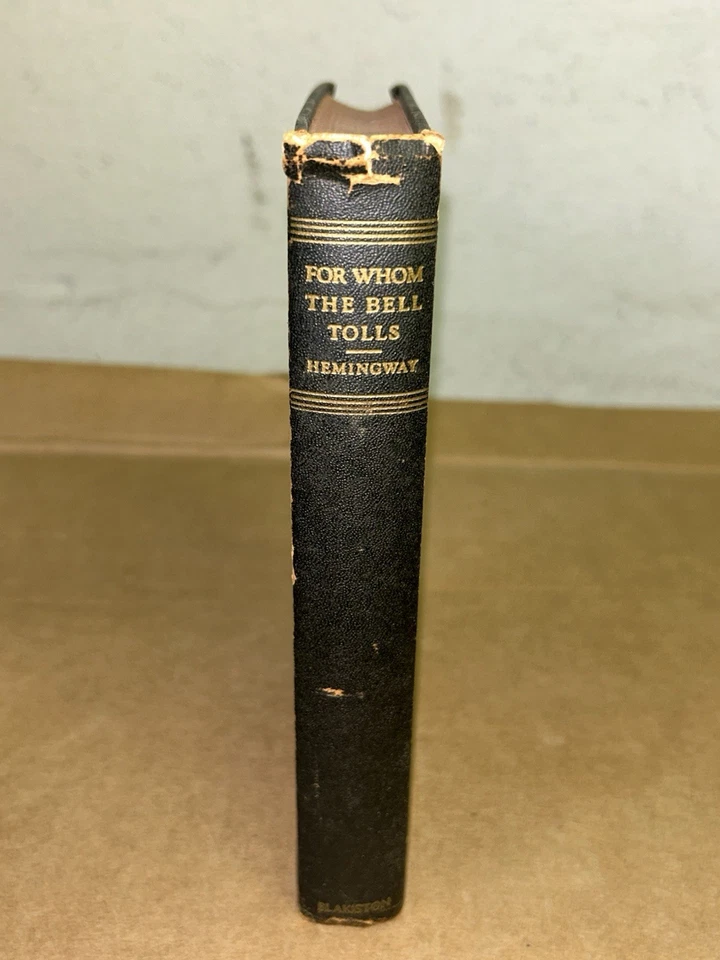 FOR WHOM
THE BELL
TOLLS
HEMINGWAY
BLAKISTON